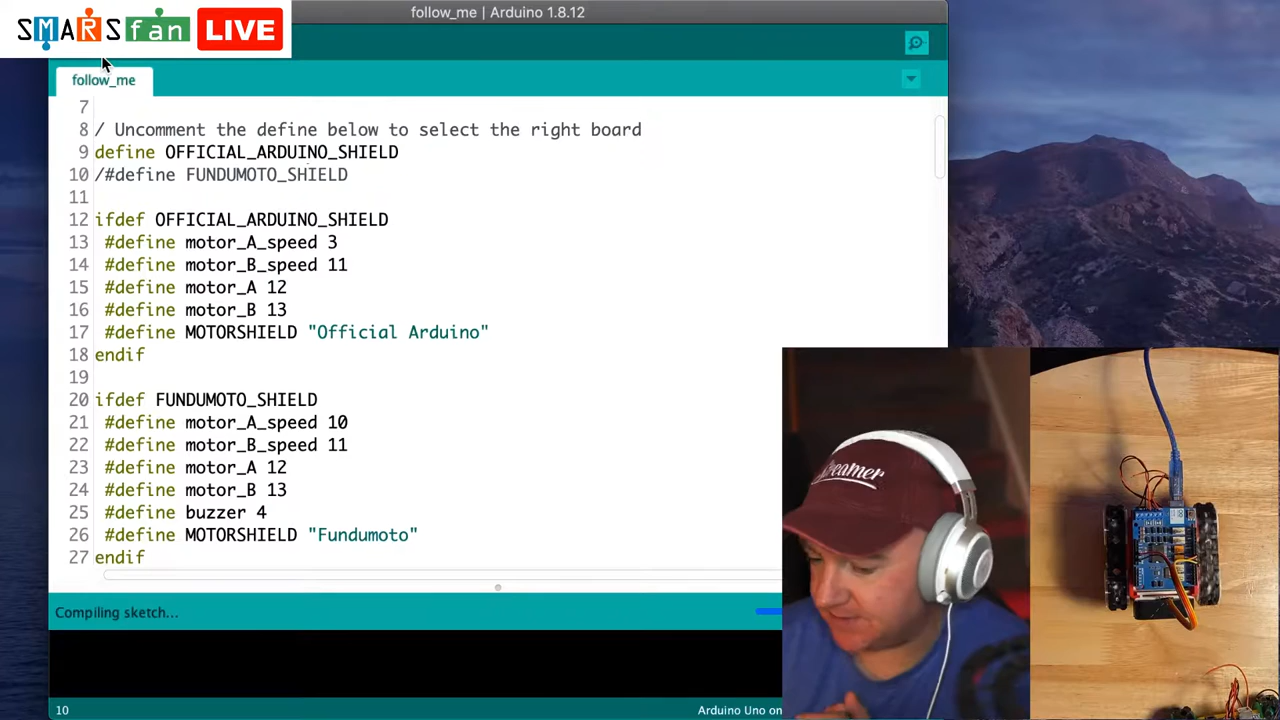 SMARSfan LIVE
follow_me | Arduino 1.8.12
follow_me
7
8 / Uncomment the define below to select the right board
9 define OFFICIAL_ARDUINO_SHIELD
10 /#define FUNDUMOTO_SHIELD
11
12 ifdef OFFICIAL_ARDUINO_SHIELD
13 #define motor_A_speed 3
14 #define motor_B_speed 11
15 #define motor_A 12
16 #define motor_B 13
17 #define MOTORSHIELD "Official Arduino"
18 endif
19
20 ifdef FUNDUMOTO_SHIELD
21 #define motor_A_speed 10
22 #define motor_B_speed 11
23 #define motor_A 12
24 #define motor_B 13
25 #define buzzer 4
26 #define MOTORSHIELD "Fundumoto"
27 endif
Compiling sketch...
10
Arduino Uno on